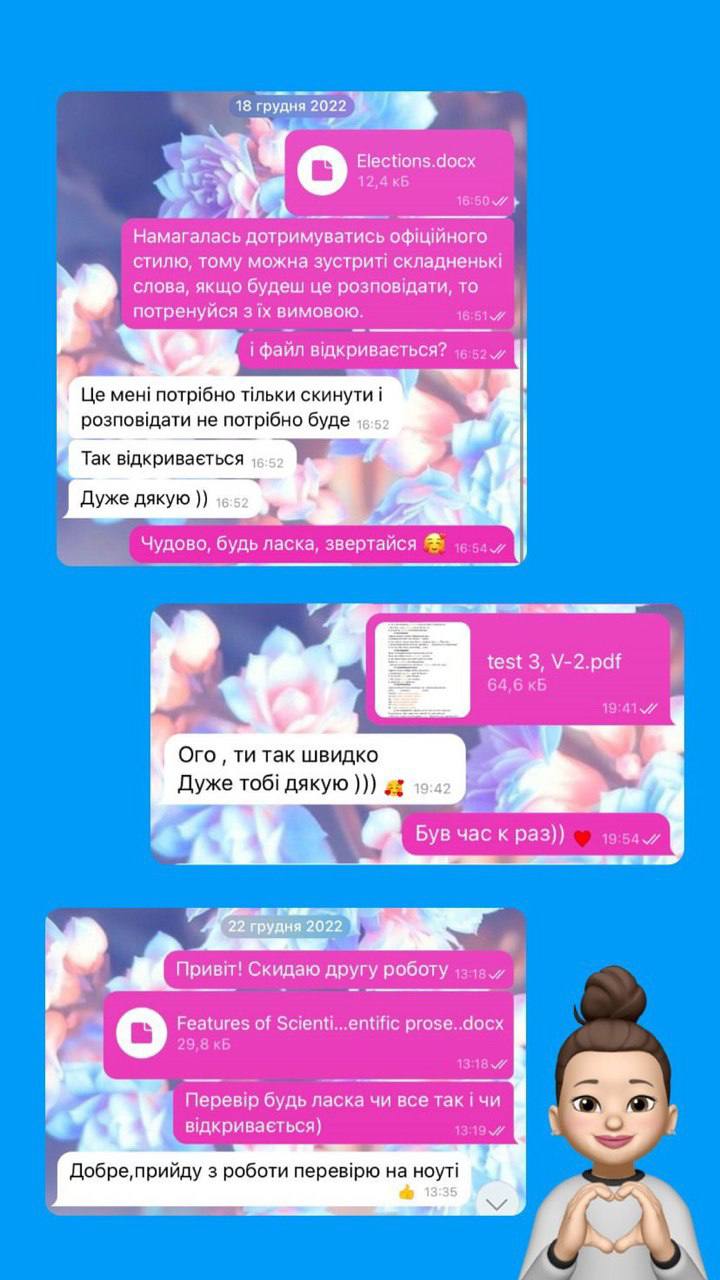 18 грудня 2022
Elections.docx
12,4 кБ
16:50
Намагалась дотримуватись офіційного
стилю, тому можна зустріті складненькі
слова, якщо будеш це розповідати, то
потренуйся з їх вимовою.
16:51
і файл відкривається? 16:52
Це мені потрібно тільки скинути і
розповідати не потрібно буде 16:52
Так відкривається 16:52
Дуже дякую )) 16:52
Чудово, будь ласка, звертайся 🥰 16:54
test 3, V-2.pdf
64,6 кБ
19:41
Ого , ти так швидко
Дуже тобі дякую ))) 🥰 19:42
Був час к раз)) ♥ 19:54
22 грудня 2022
Привіт! Скидаю другу роботу 13:18
Features of Scienti...entific prose..docx
29,8 кБ
13:18
Перевір будь ласка чи все так і чи
відкривається)
13:19
Добре,прийду з роботи перевірю на ноуті
👍 13:35